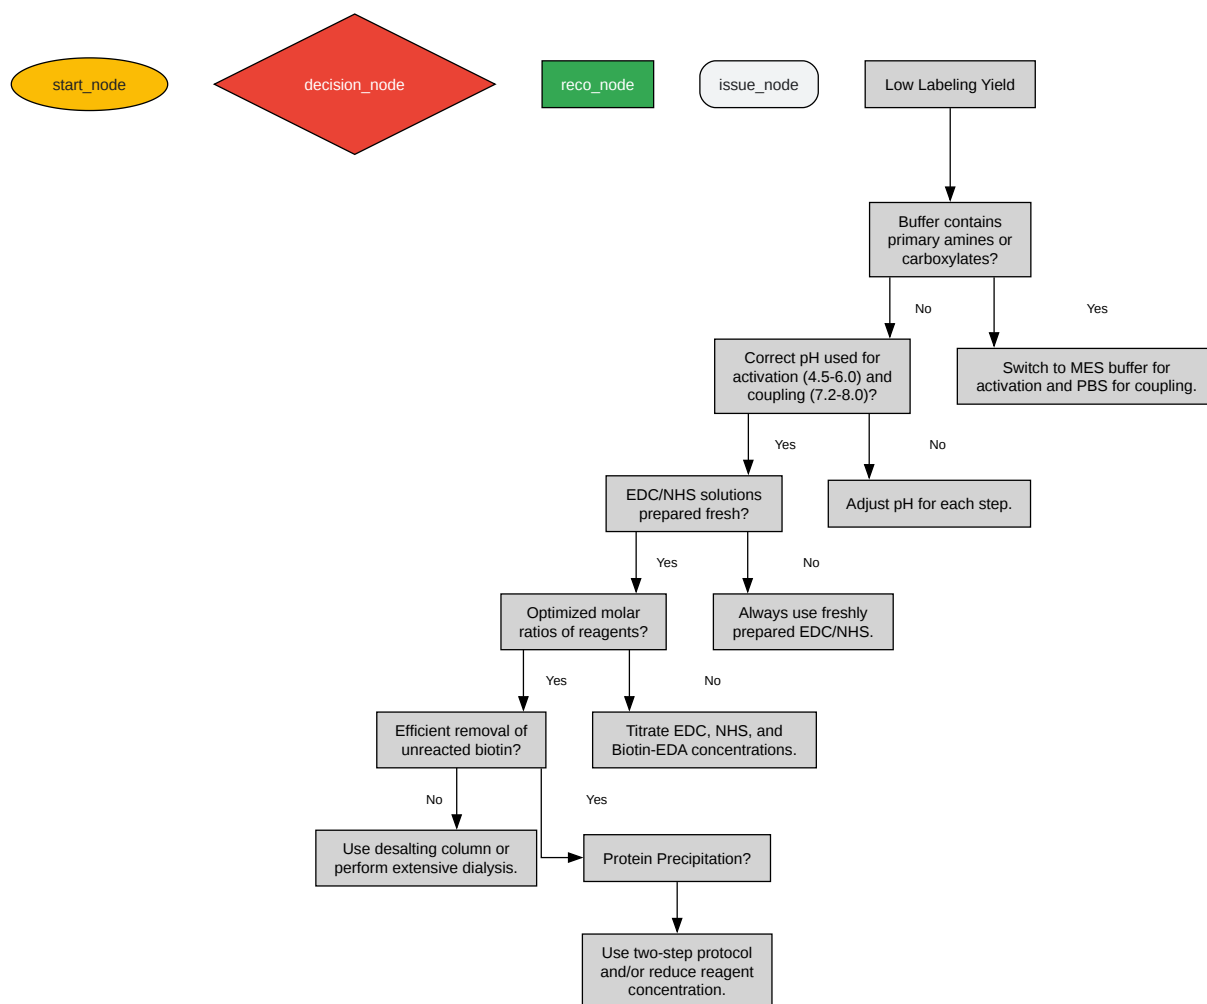 start_node
decision_node
reco_node
issue_node
Low Labeling Yield
Buffer contains
primary amines or
carboxylates?
No
Yes
Correct pH used for
activation (4.5-6.0) and
coupling (7.2-8.0)?
Switch to MES buffer for
activation and PBS for coupling.
Yes
No
EDC/NHS solutions
prepared fresh?
Adjust pH for each step.
Yes
No
Optimized molar
ratios of reagents?
Always use freshly
prepared EDC/NHS.
Yes
No
Efficient removal of
unreacted biotin?
Titrate EDC, NHS, and
Biotin-EDA concentrations.
No
Yes
Use desalting column or
perform extensive dialysis.
Protein Precipitation?
Use two-step protocol
and/or reduce reagent
concentration.